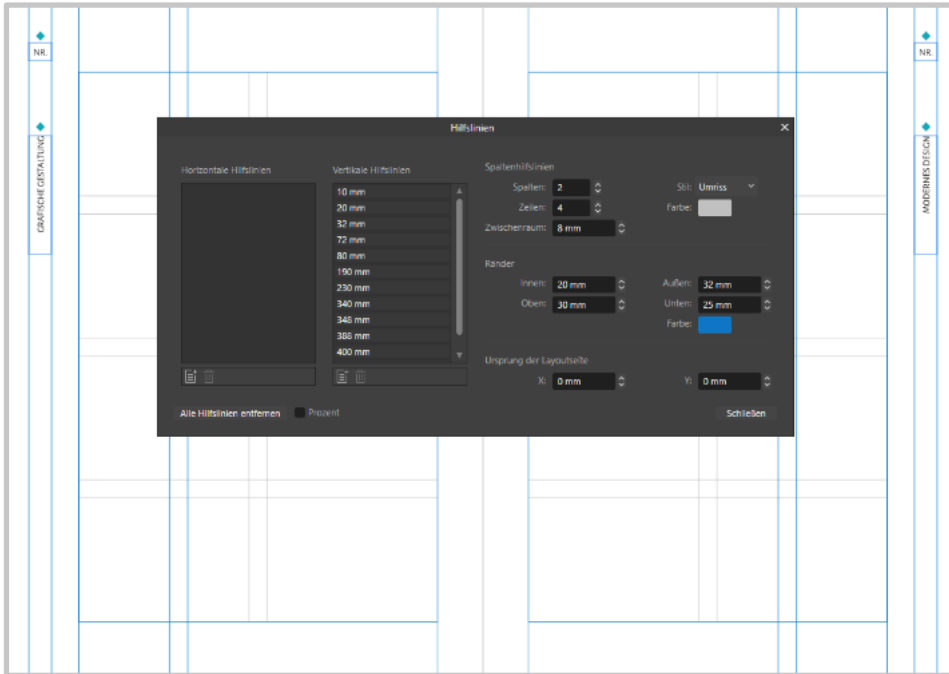 NR.
NR.
GRAFISCHE GESTALTUNG
MODERNES DESIGN
Hilfslinien
Horizontale Hilfslinien
Vertikale Hilfslinien
10 mm
20 mm
32 mm
72 mm
80 mm
190 mm
230 mm
340 mm
348 mm
388 mm
400 mm
Spaltenhilfslinien
Spalten: 2 Stil: Umriss
Zeilen: 4 Farbe:
Zwischenraum: 8 mm
Ränder
Innen: 20 mm Außen: 32 mm
Oben: 30 mm Unten: 25 mm
Farbe:
Ursprung der Layoutseite
X: 0 mm Y: 0 mm
Alle Hilfslinien entfernen Prozent Schließen